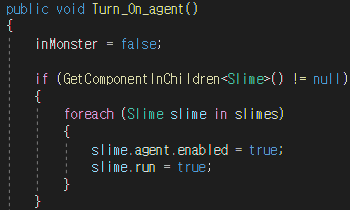 public void Turn_On_agent()
{
inMonster = false;
if (GetComponentInChildren<Slime>() != null)
{
foreach (Slime slime in slimes)
{
slime.agent.enabled = true;
slime.run = true;
}
}